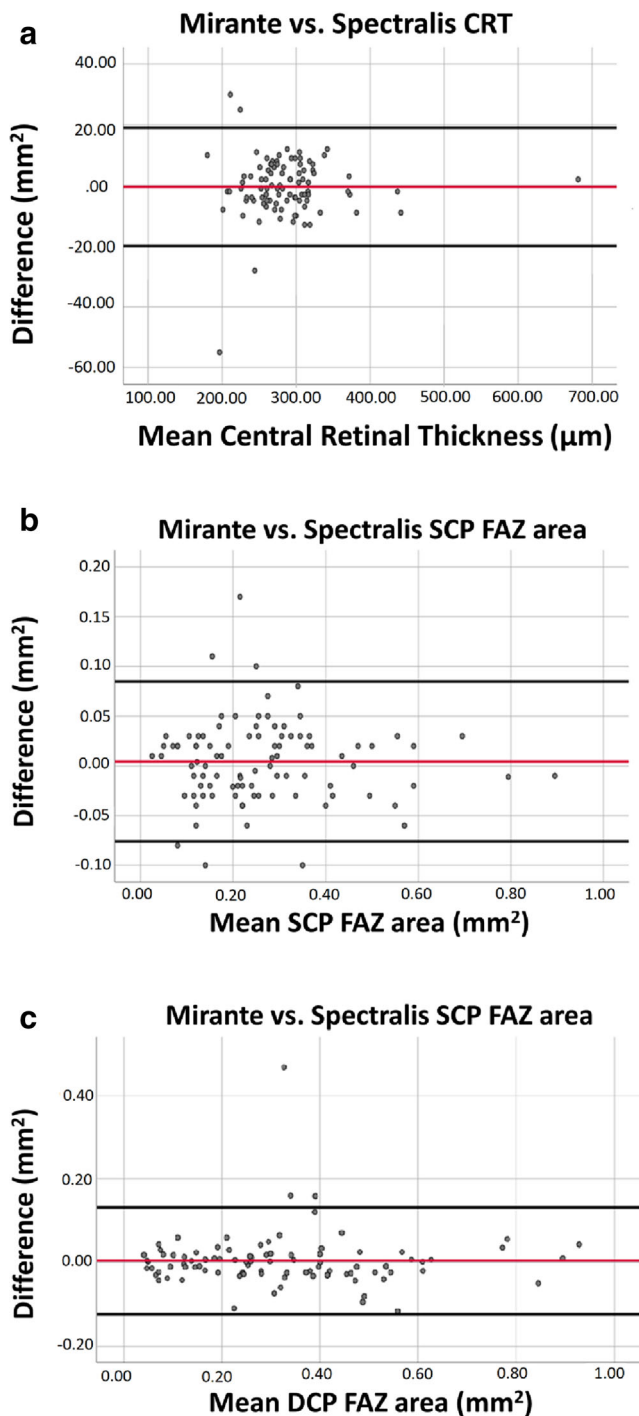 a
Mirante vs. Spectralis CRT
Difference (mm²)
40.00
20.00
.00
-20.00
-40.00
-60.00
100.00 200.00 300.00 400.00 500.00 600.00 700.00
Mean Central Retinal Thickness (µm)
b
Mirante vs. Spectralis SCP FAZ area
Difference (mm²)
0.20
0.15
0.10
0.05
0.00
-0.05
-0.10
0.00 0.20 0.40 0.60 0.80 1.00
Mean SCP FAZ area (mm²)
c
Mirante vs. Spectralis SCP FAZ area
Difference (mm²)
0.40
0.20
0.00
-0.20
0.00 0.20 0.40 0.60 0.80 1.00
Mean DCP FAZ area (mm²)